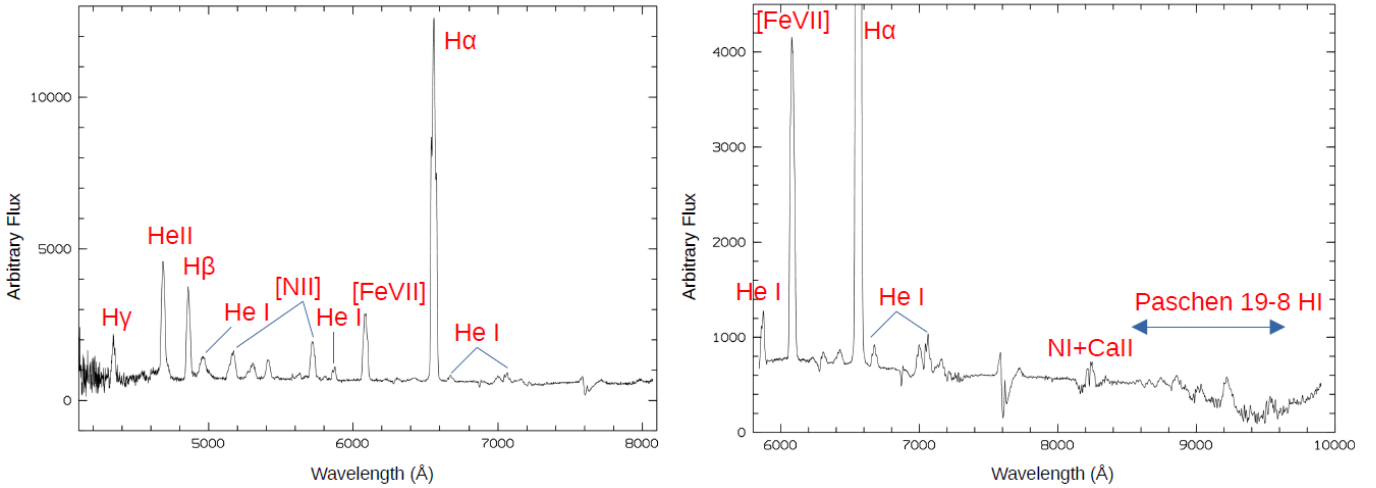 Hγ
HeII
Hβ
He I
[NII]
He I
[FeVII]
Hα
He I
10000
5000
0
5000
6000
7000
8000
Arbitrary Flux
Wavelength (Å)
[FeVII]
Hα
He I
He I
NI+CaII
Paschen 19-8 HI
4000
3000
2000
1000
0
6000
7000
8000
9000
10000
Arbitrary Flux
Wavelength (Å)